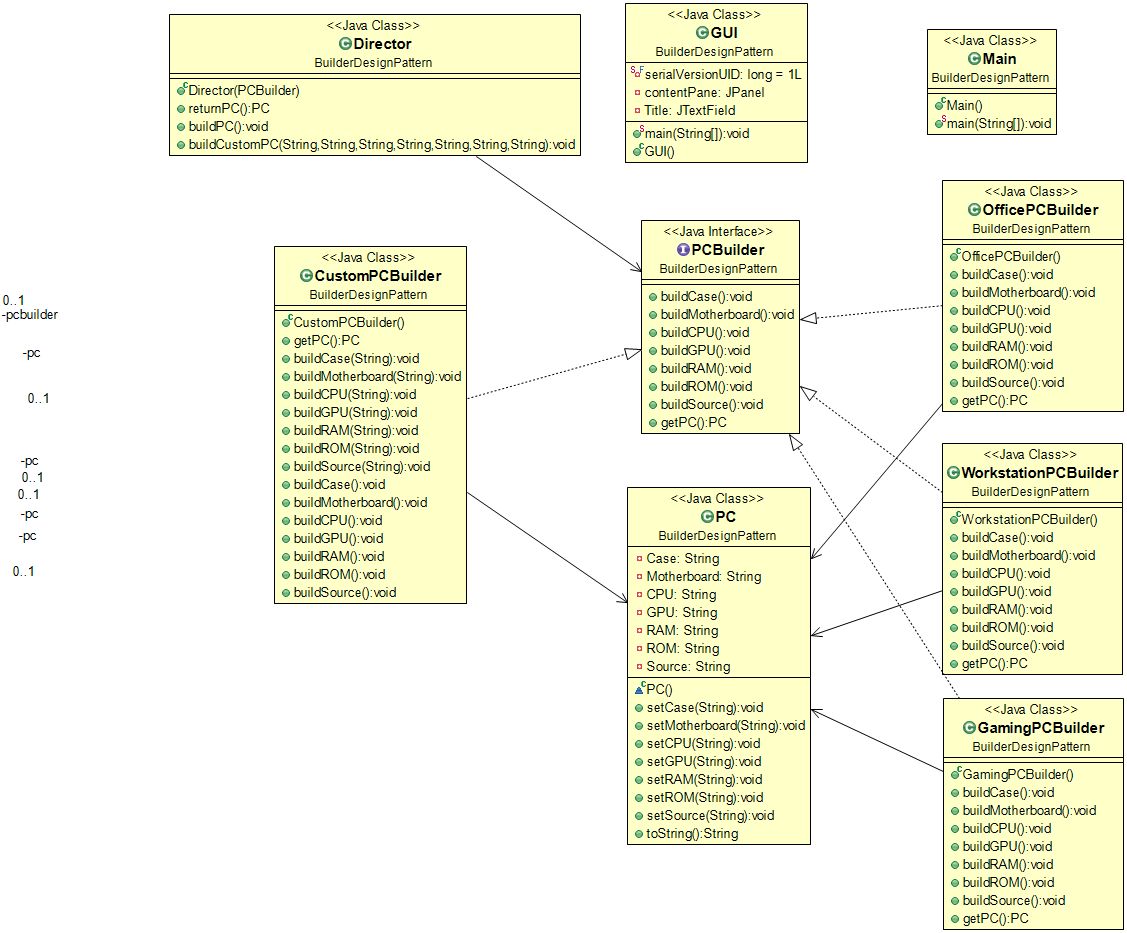 <<Java Class>>
Director
BuilderDesignPattern
Director(PCBuilder)
returnPC():PC
buildPC():void
buildCustomPC(String,String,String,String,String,String,String):void
<<Java Class>>
GUI
BuilderDesignPattern
serialVersionUID: long = 1L
contentPane: JPanel
Title: JTextField
main(String[]):void
GUI()
<<Java Class>>
Main
BuilderDesignPattern
Main()
main(String[]):void
0..1
-pcbuilder
-pc
0..1
-pc
0..1
0..1
-pc
-pc
0..1
<<Java Class>>
CustomPCBuilder
BuilderDesignPattern
CustomPCBuilder()
getPC():PC
buildCase(String):void
buildMotherboard(String):void
buildCPU(String):void
buildGPU(String):void
buildRAM(String):void
buildROM(String):void
buildSource(String):void
buildCase():void
buildMotherboard():void
buildCPU():void
buildGPU():void
buildRAM():void
buildROM():void
buildSource():void
<<Java Interface>>
PCBuilder
BuilderDesignPattern
buildCase():void
buildMotherboard():void
buildCPU():void
buildGPU():void
buildRAM():void
buildROM():void
buildSource():void
getPC():PC
<<Java Class>>
PC
BuilderDesignPattern
Case: String
Motherboard: String
CPU: String
GPU: String
RAM: String
ROM: String
Source: String
PC()
setCase(String):void
setMotherboard(String):void
setCPU(String):void
setGPU(String):void
setRAM(String):void
setROM(String):void
setSource(String):void
toString():String
<<Java Class>>
OfficePCBuilder
BuilderDesignPattern
OfficePCBuilder()
buildCase():void
buildMotherboard():void
buildCPU():void
buildGPU():void
buildRAM():void
buildROM():void
buildSource():void
getPC():PC
<<Java Class>>
WorkstationPCBuilder
BuilderDesignPattern
WorkstationPCBuilder()
buildCase():void
buildMotherboard():void
buildCPU():void
buildGPU():void
buildRAM():void
buildROM():void
buildSource():void
getPC():PC
<<Java Class>>
GamingPCBuilder
BuilderDesignPattern
GamingPCBuilder()
buildCase():void
buildMotherboard():void
buildCPU():void
buildGPU():void
buildRAM():void
buildROM():void
buildSource():void
getPC():PC